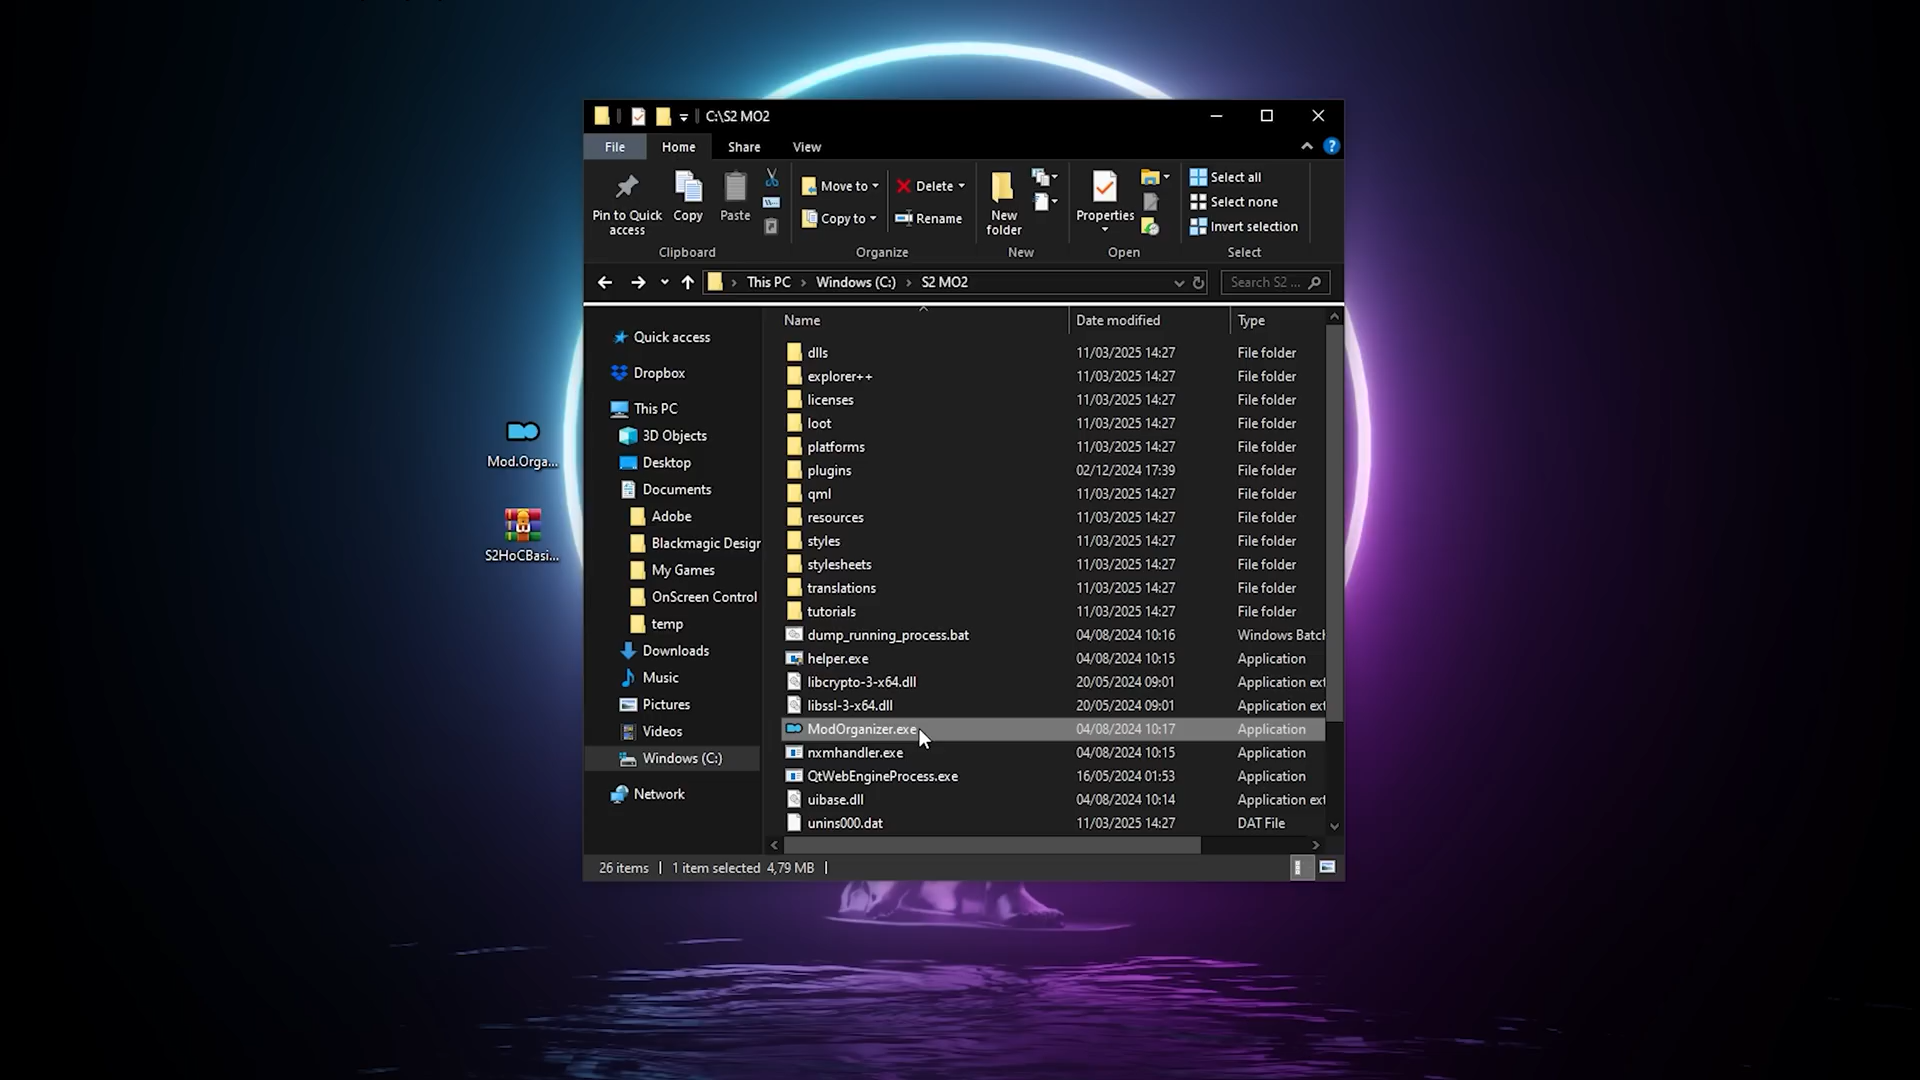 C:\S2 MO2
File Home Share View
Pin to Quick access
Copy
Paste
Move to
Copy to
Delete
Rename
New folder
Properties
Select all
Select none
Invert selection
Clipboard Organize New Open Select
This PC Windows (C:) S2 MO2
Search S2 ...
Name Date modified Type
Quick access
Dropbox
This PC
3D Objects
Desktop
Documents
Adobe
Blackmagic Desigr
My Games
OnScreen Control
temp
Downloads
Music
Pictures
Videos
Windows (C:)
Network
dlls 11/03/2025 14:27 File folder
explorer++ 11/03/2025 14:27 File folder
licenses 11/03/2025 14:27 File folder
loot 11/03/2025 14:27 File folder
platforms 11/03/2025 14:27 File folder
plugins 02/12/2024 17:39 File folder
qml 11/03/2025 14:27 File folder
resources 11/03/2025 14:27 File folder
styles 11/03/2025 14:27 File folder
stylesheets 11/03/2025 14:27 File folder
translations 11/03/2025 14:27 File folder
tutorials 11/03/2025 14:27 File folder
dump_running_process.bat 04/08/2024 10:16 Windows Batch
helper.exe 04/08/2024 10:15 Application
libcrypto-3-x64.dll 20/05/2024 09:01 Application ext
libssl-3-x64.dll 20/05/2024 09:01 Application ext
ModOrganizer.exe 04/08/2024 10:17 Application
nxmhandler.exe 04/08/2024 10:15 Application
QtWebEngineProcess.exe 16/05/2024 01:53 Application
uibase.dll 04/08/2024 10:14 Application ext
unins000.dat 11/03/2025 14:27 DAT File
26 items 1 item selected 4,79 MB
Mod.Orga...
S2HoCBasi...